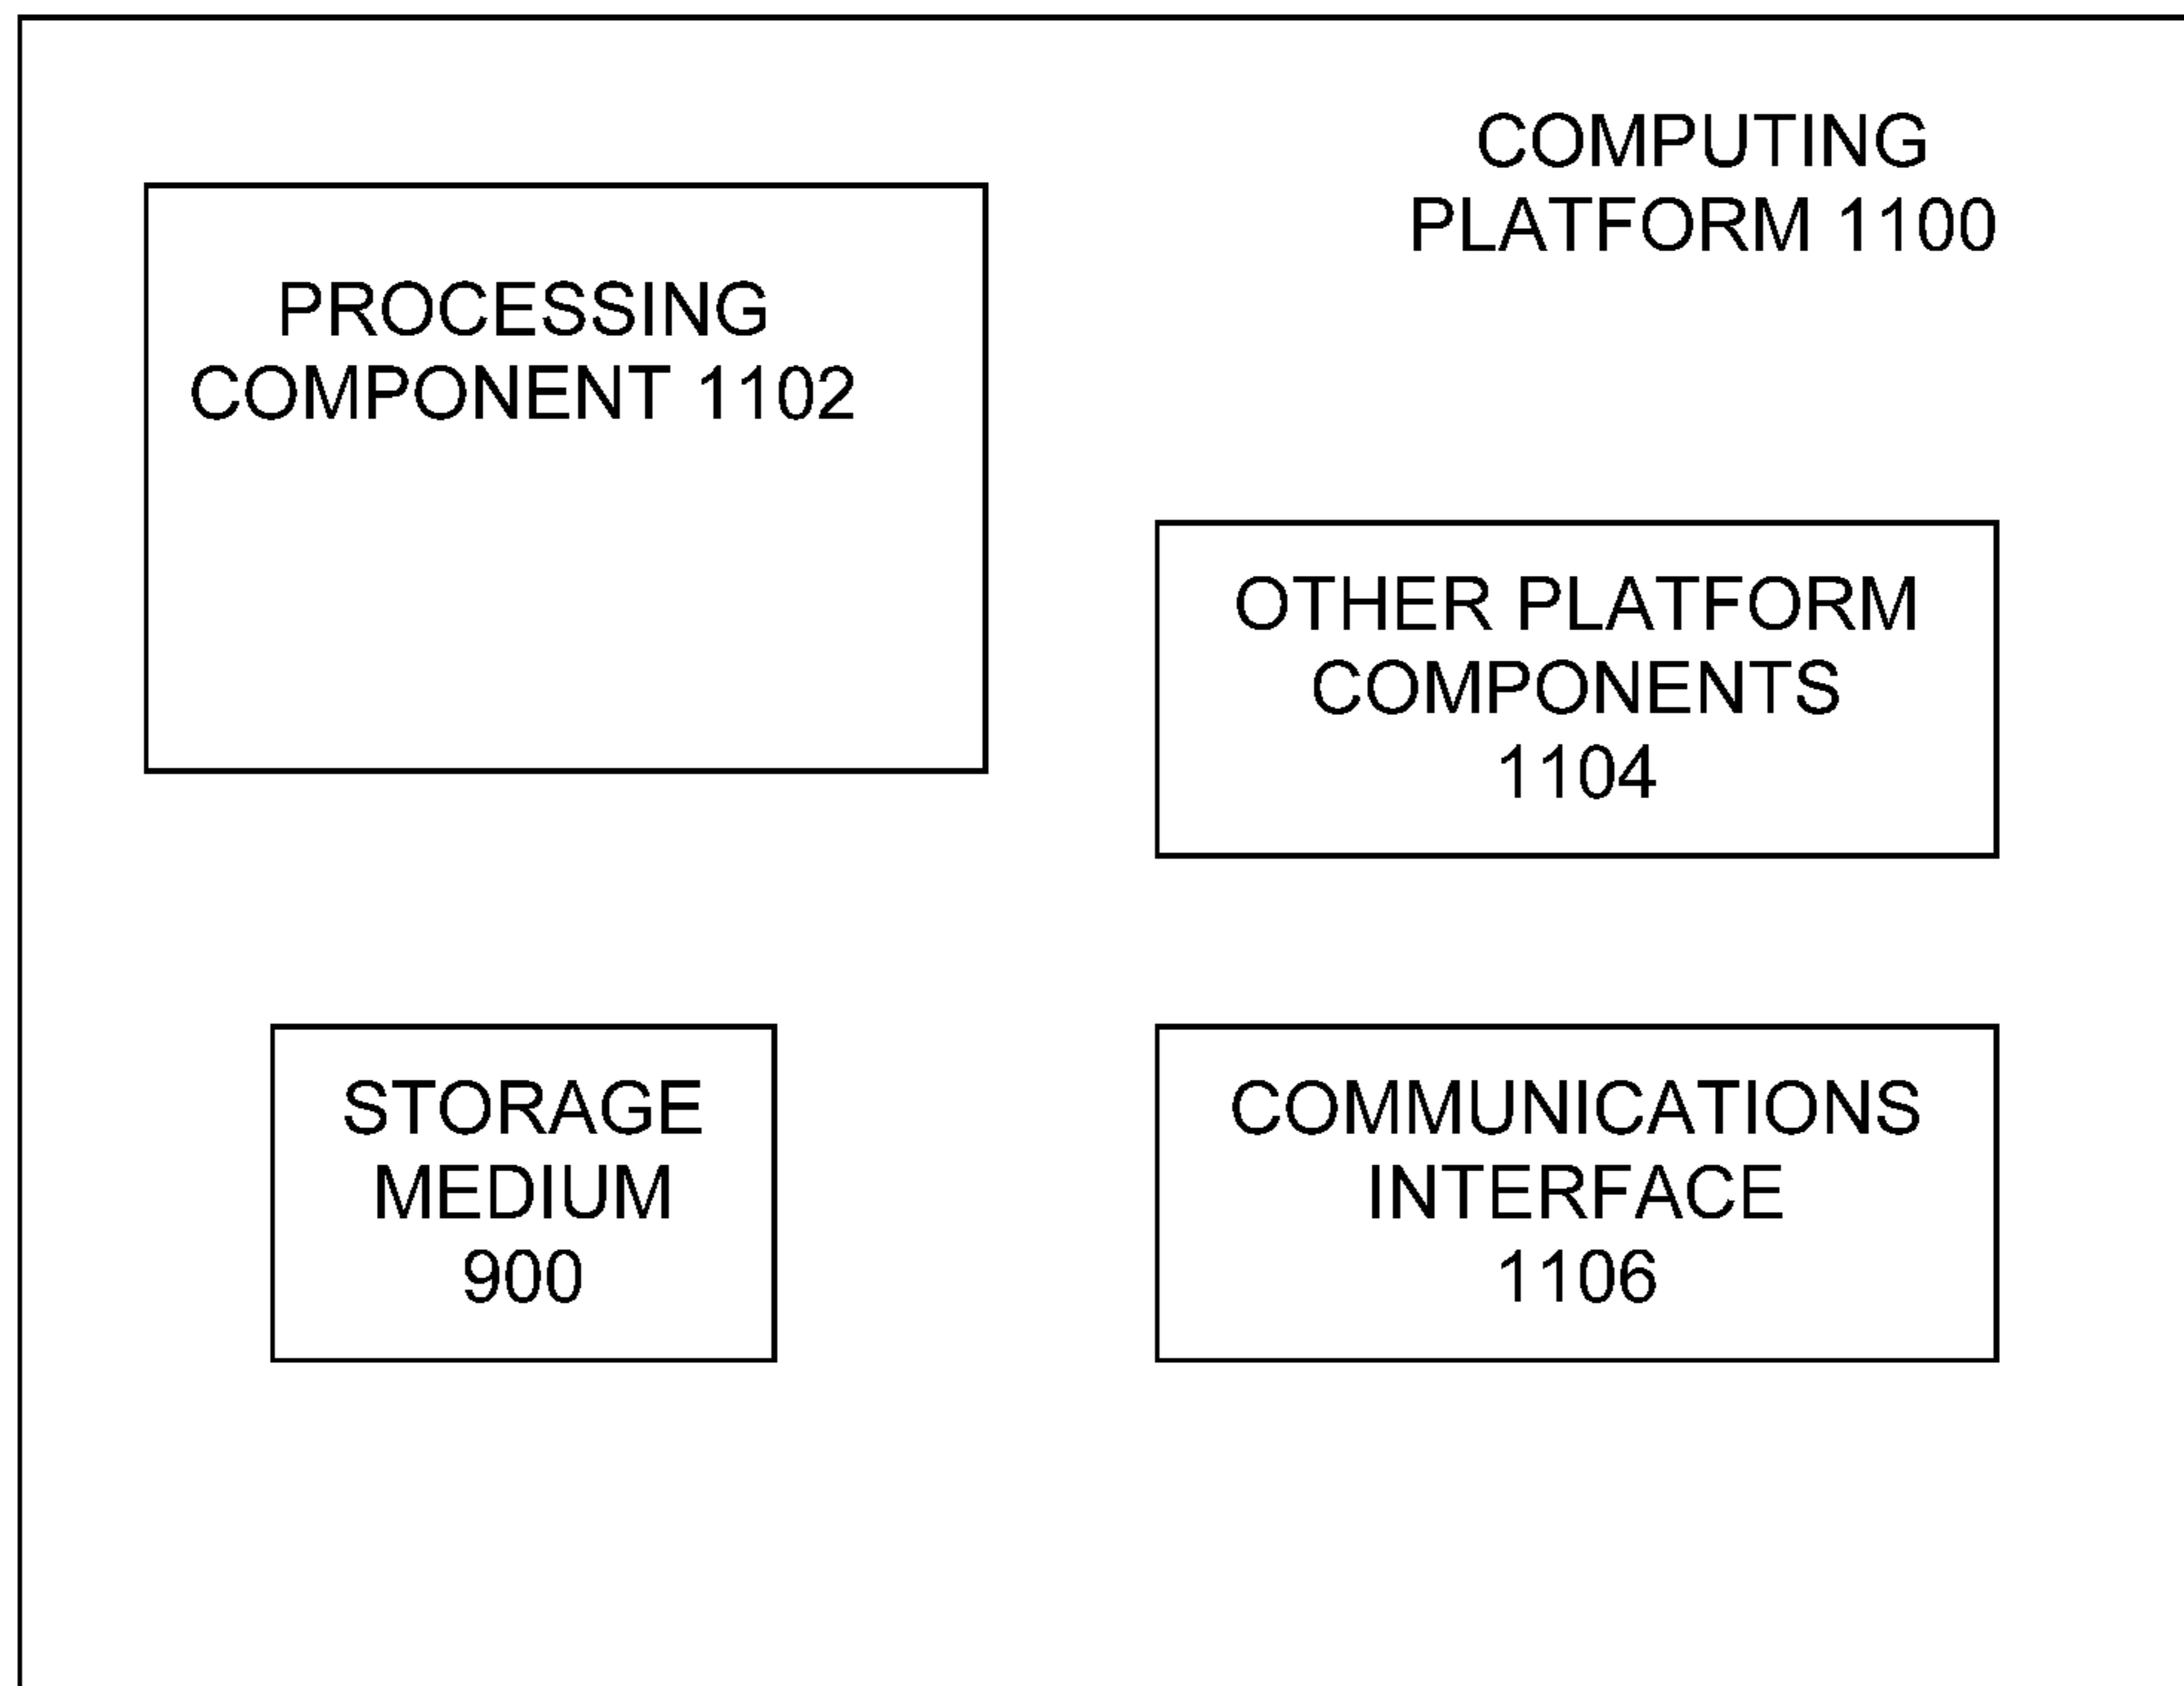 COMPUTING
PLATFORM 1100
PROCESSING
COMPONENT 1102
OTHER PLATFORM
COMPONENTS
1104
STORAGE
MEDIUM
900
COMMUNICATIONS
INTERFACE
1106